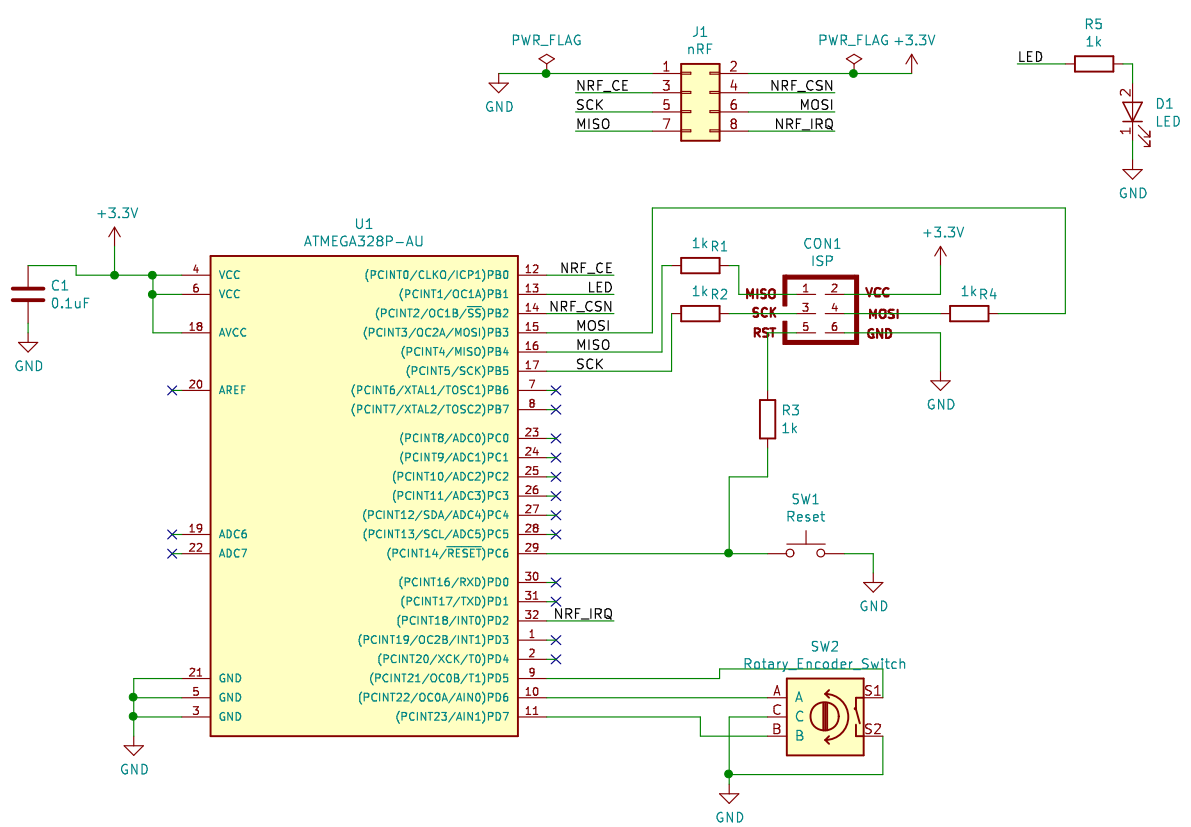 PWR_FLAG
J1
nRF
PWR_FLAG +3.3V
R5
1k
LED
1 2
GND
NRF_CE 3 4 NRF_CSN
SCK 5 6 MOSI
MISO 7 8 NRF_IRQ
2
D1
LED
1
GND
+3.3V
U1
ATMEGA328P-AU
C1
0.1uF
GND
4 VCC
6 VCC
18 AVCC
20 AREF
19 ADC6
22 ADC7
21 GND
5 GND
3 GND
GND
(PCINT0/CLKO/ICP1)PB0 12 NRF_CE
(PCINT1/OC1A)PB1 13 LED
(PCINT2/OC1B/SS)PB2 14 NRF_CSN
(PCINT3/OC2A/MOSI)PB3 15 MOSI
(PCINT4/MISO)PB4 16 MISO
(PCINT5/SCK)PB5 17 SCK
(PCINT6/XTAL1/TOSC1)PB6 7
(PCINT7/XTAL2/TOSC2)PB7 8
(PCINT8/ADC0)PC0 23
(PCINT9/ADC1)PC1 24
(PCINT10/ADC2)PC2 25
(PCINT11/ADC3)PC3 26
(PCINT12/SDA/ADC4)PC4 27
(PCINT13/SCL/ADC5)PC5 28
(PCINT14/RESET)PC6 29
(PCINT16/RXD)PD0 30
(PCINT17/TXD)PD1 31
(PCINT18/INT0)PD2 32 NRF_IRQ
(PCINT19/OC2B/INT1)PD3 1
(PCINT20/XCK/T0)PD4 2
(PCINT21/OC0B/T1)PD5 9
(PCINT22/OC0A/AIN0)PD6 10
(PCINT23/AIN1)PD7 11
1k R1
1k R2
CON1
ISP
+3.3V
MISO 1 2 VCC
SCK 3 4 MOSI
RST 5 6 GND
1k R4
GND
R3
1k
SW1
Reset
GND
SW2
Rotary_Encoder_Switch
A A S1
C C
B B S2
GND